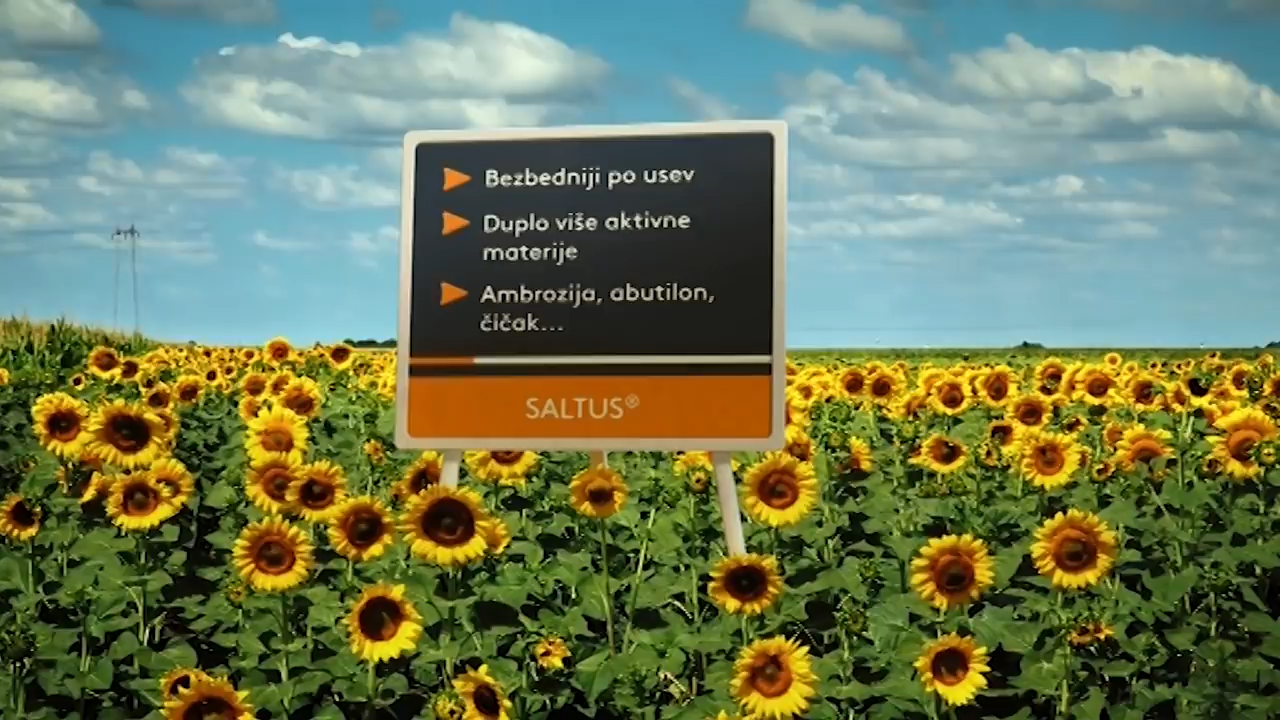 Bezbedniji po usev
Duplo više aktivne
materije
Ambrozija, abutilon,
čičak...
SALTUS®